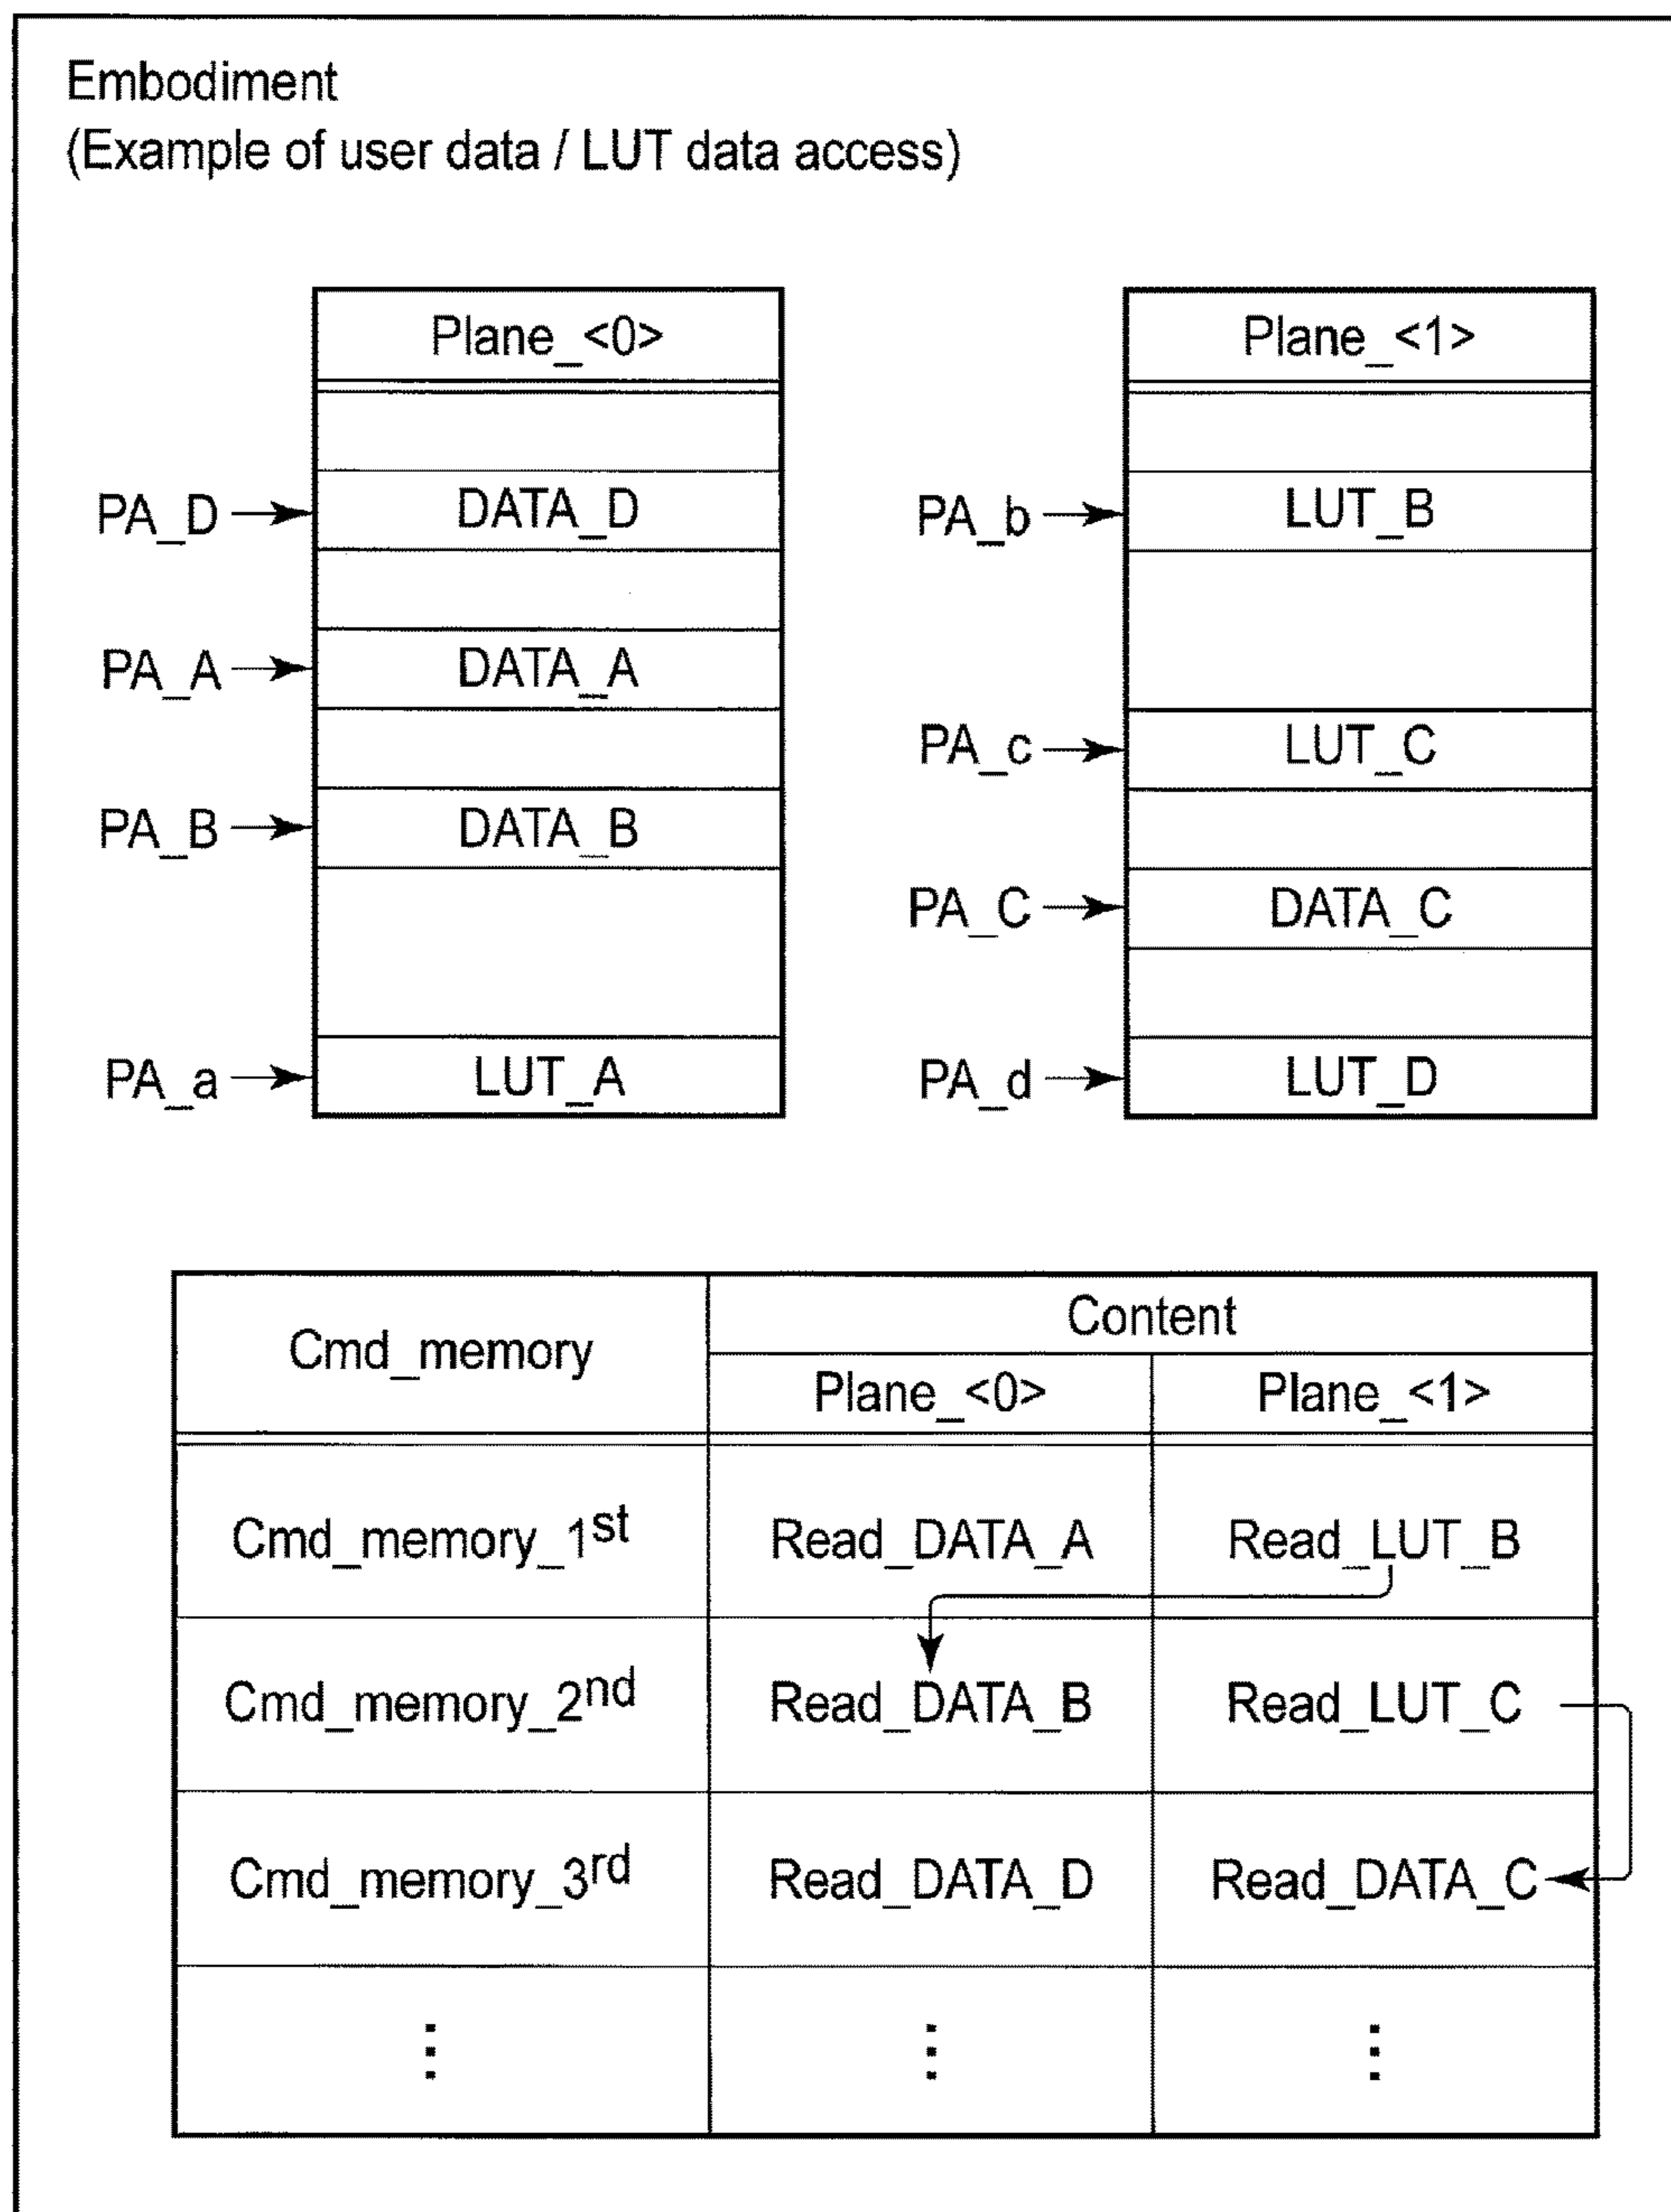 Embodiment
(Example of user data / LUT data access)
Plane_<0>
PA_D DATA_D
PA_A DATA_A
PA_B DATA_B
PA_a LUT_A
Plane_<1>
PA_b LUT_B
PA_c LUT_C
PA_C DATA_C
PA_d LUT_D
Cmd_memory Content
Plane_<0> Plane_<1>
Cmd_memory_1st Read_DATA_A Read_LUT_B
Cmd_memory_2nd Read_DATA_B Read_LUT_C
Cmd_memory_3rd Read_DATA_D Read_DATA_C
⋮ ⋮ ⋮